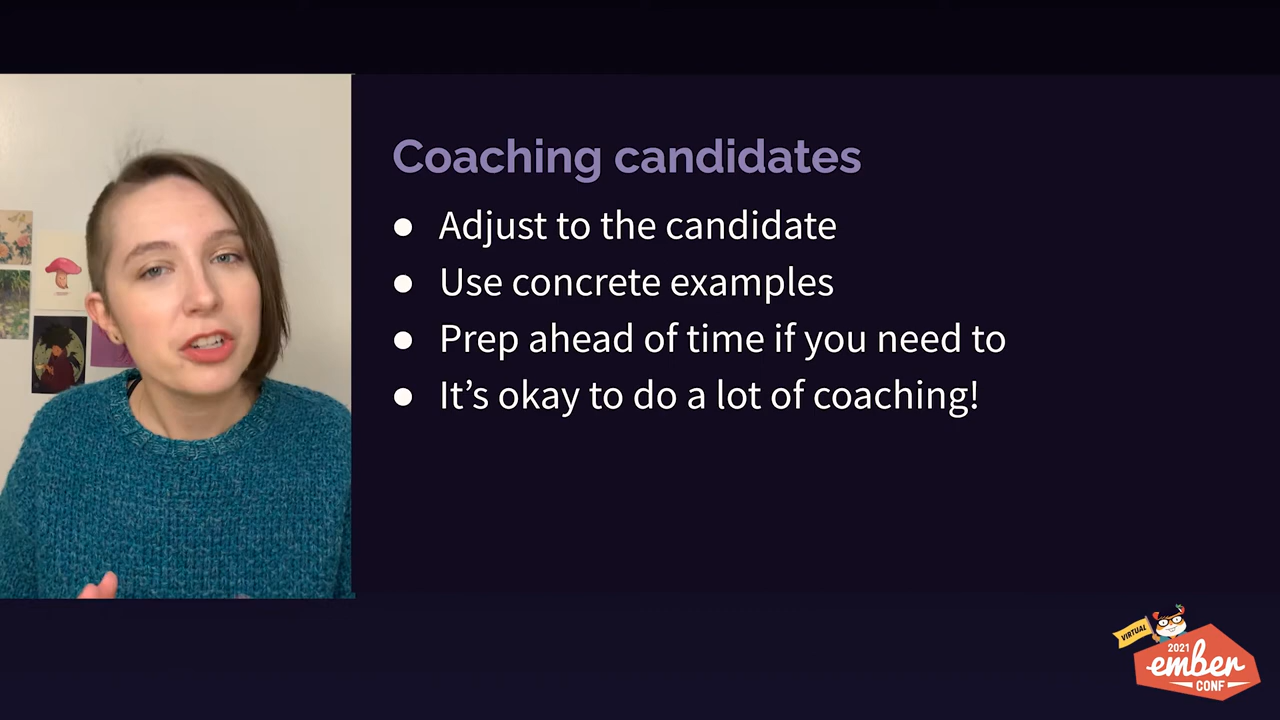 Coaching candidates
● Adjust to the candidate
● Use concrete examples
● Prep ahead of time if you need to
● It’s okay to do a lot of coaching!
VIRTUAL
2021
ember
CONF